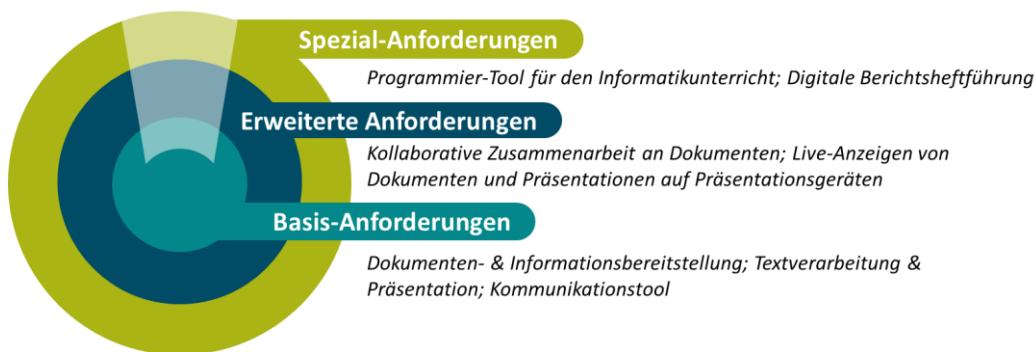 Spezial-Anforderungen
Programmier-Tool für den Informatikunterricht; Digitale Berichtsheftführung
Erweiterte Anforderungen
Kollaborative Zusammenarbeit an Dokumenten; Live-Anzeigen von
Dokumenten und Präsentationen auf Präsentationsgeräten
Basis-Anforderungen
Dokumenten- & Informationsbereitstellung; Textverarbeitung &
Präsentation; Kommunikationstool